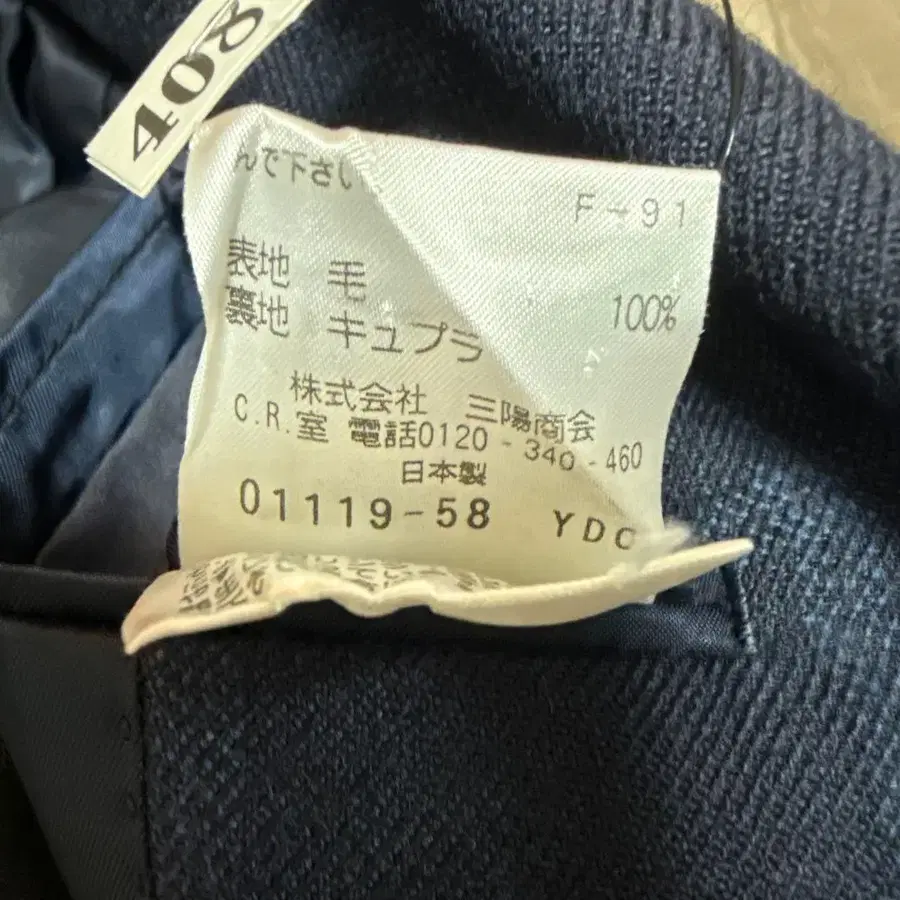 408
んで下さい。
F-91
表地 毛 100%
裏地 キュプラ
株式会社 三陽商会
C.R.室 電話0120-340-460
日本製
01119-58 YDC